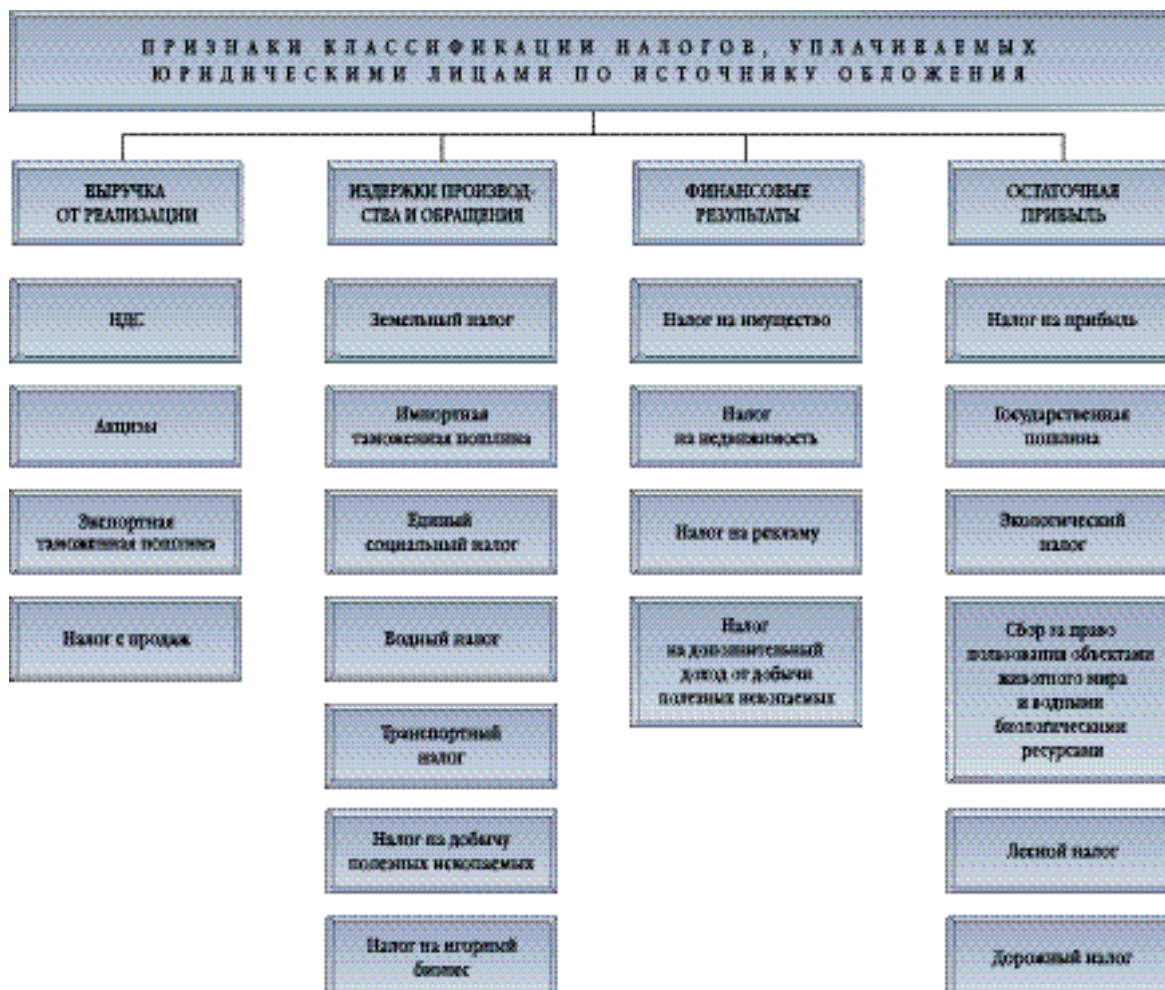 ПРИЗНАКИ КЛАССИФИКАЦИИ НАЛОГОВ, УПЛАЧИВАЕМЫХ
ЮРИДИЧЕСКИМИ ЛИЦАМИ ПО ИСТОЧНИКУ ОБЛОЖЕНИЯ
ВЫРУЧКА
ОТ РЕАЛИЗАЦИИ
НДС
Акцизы
Экспортная
таможенная пошлина
Налог с продаж
ИЗДЕРЖКИ ПРОИЗВОД-
СТВА И ОБРАЩЕНИЯ
Земельный налог
Импортная
таможенная пошлина
Единый
социальный налог
Водный налог
Транспортный
налог
Налог на добычу
полезных ископаемых
Налог на игорный
бизнес
ФИНАНСОВЫЕ
РЕЗУЛЬТАТЫ
Налог на имущество
Налог
на недвижимость
Налог на рекламу
Налог
на дополнительный
доход от добычи
полезных ископаемых
ОСТАТОЧНАЯ
ПРИБЫЛЬ
Налог на прибыль
Государственная
пошлина
Экологический
налог
Сбор за право
пользования объектами
животного мира
и водными
биологическими
ресурсами
Лесной налог
Дорожный налог